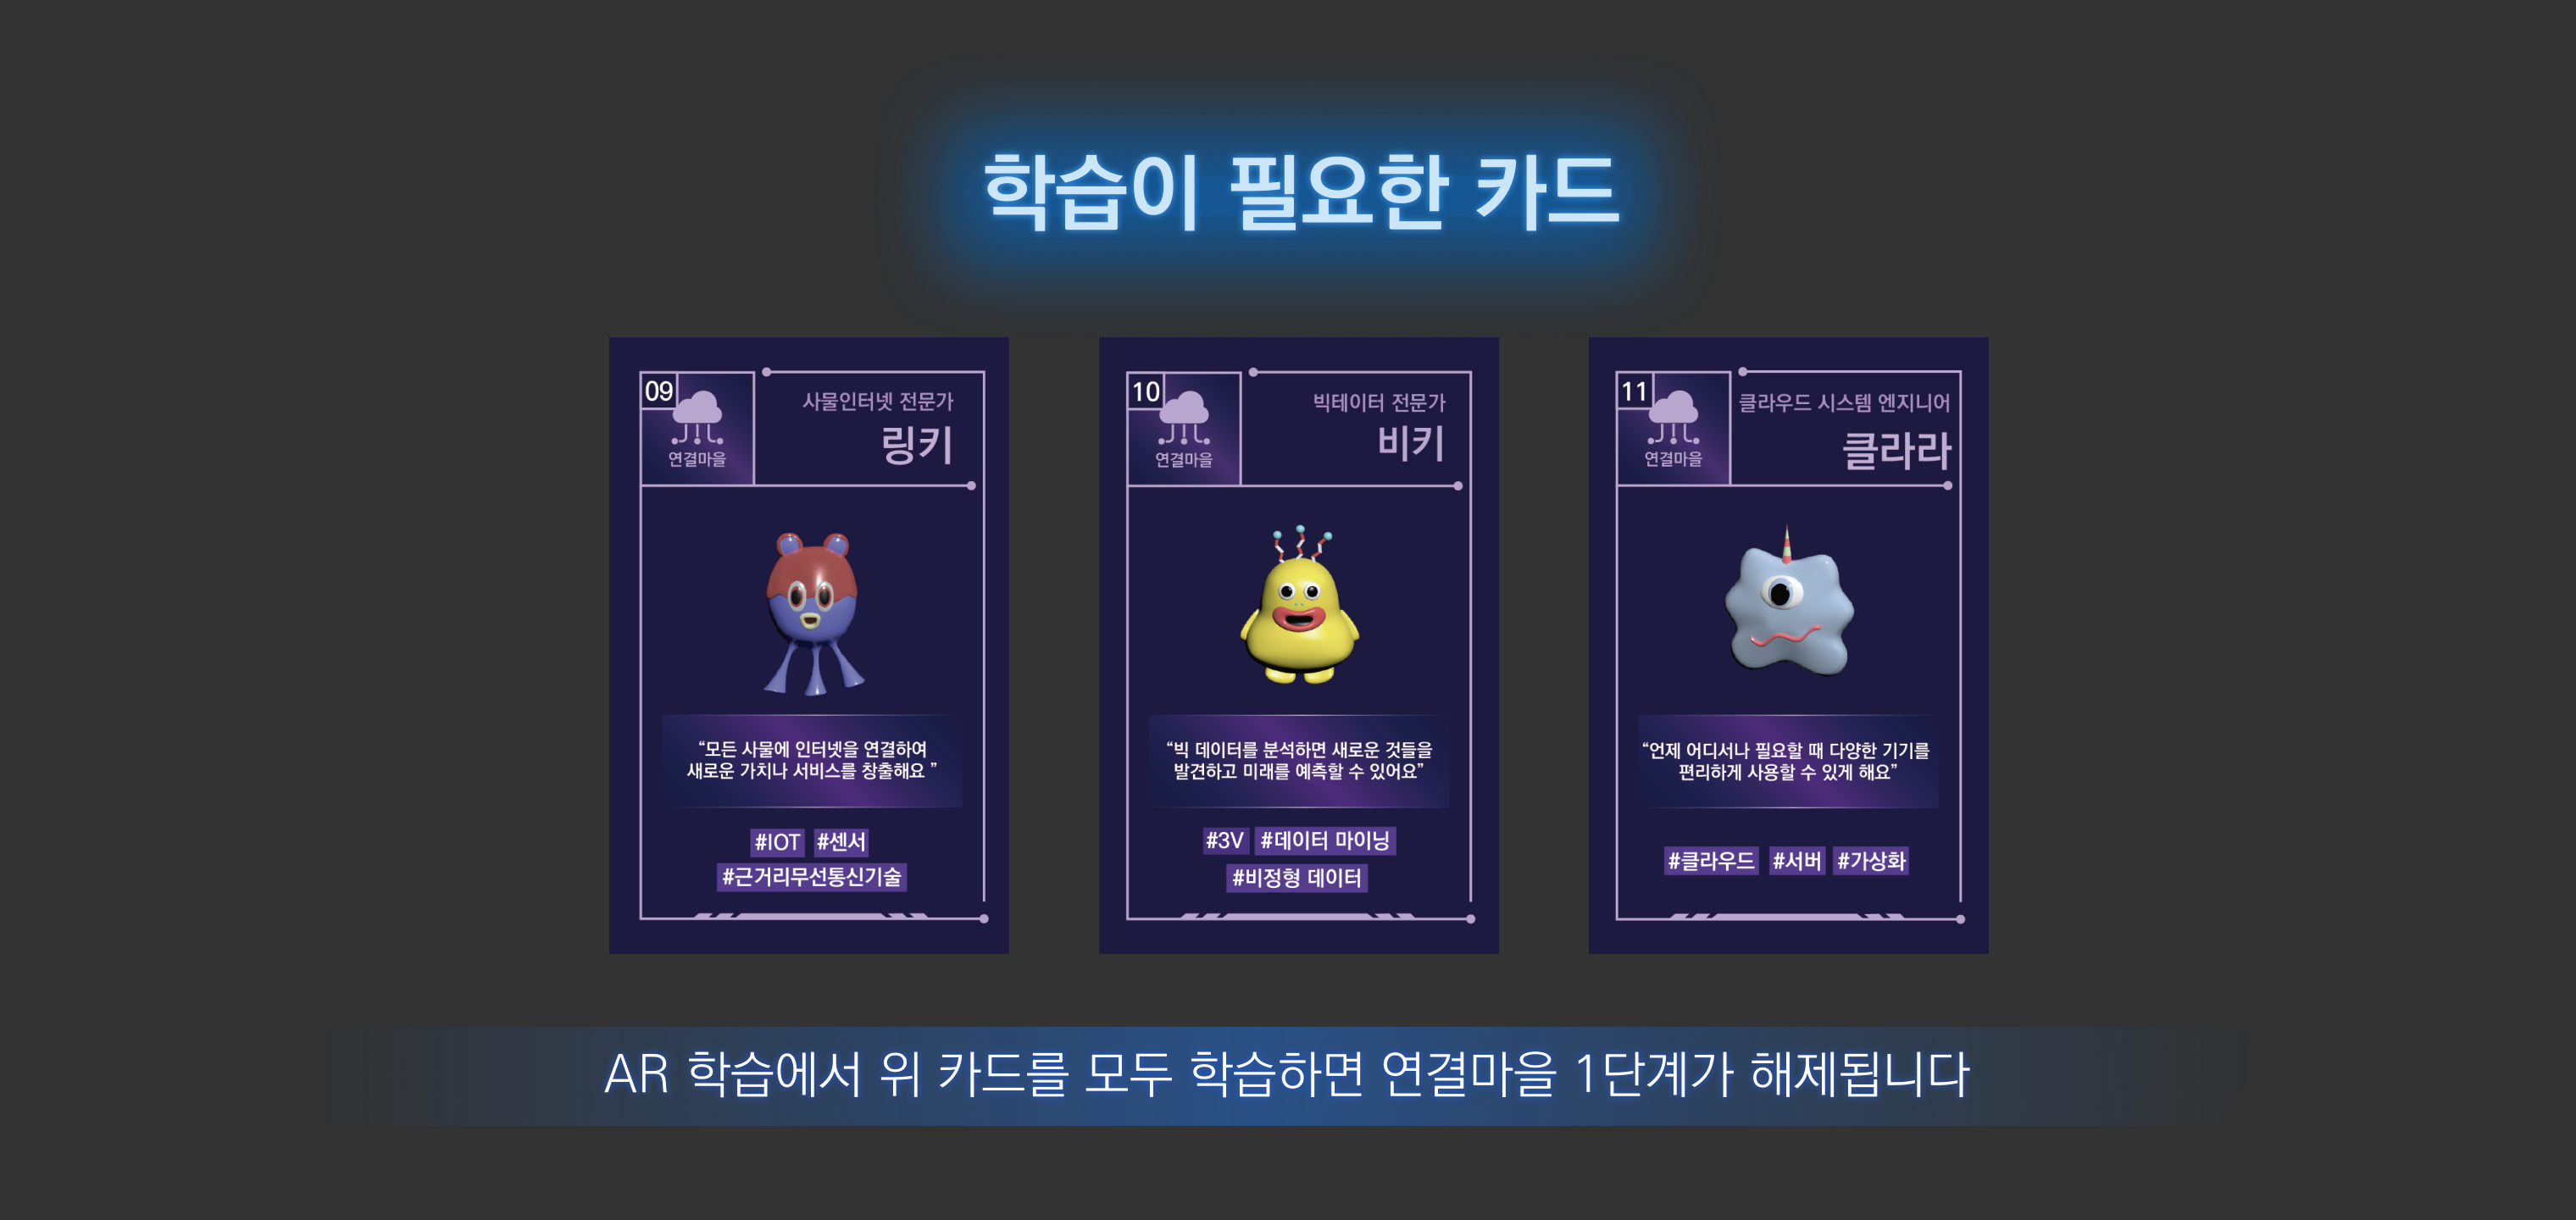 학습이 필요한 카드
09
연결마을
사물인터넷 전문가
링키
“모든 사물에 인터넷을 연결하여
새로운 가치나 서비스를 창출해요 ”
#IOT #센서
#근거리무선통신기술
10
연결마을
빅테이터 전문가
비키
“빅 데이터를 분석하면 새로운 것들을
발견하고 미래를 예측할 수 있어요”
#3V #데이터 마이닝
#비정형 데이터
11
연결마을
클라우드 시스템 엔지니어
클라라
“언제 어디서나 필요할 때 다양한 기기를
편리하게 사용할 수 있게 해요”
#클라우드 #서버 #가상화
AR 학습에서 위 카드를 모두 학습하면 연결마을 1단계가 해제됩니다